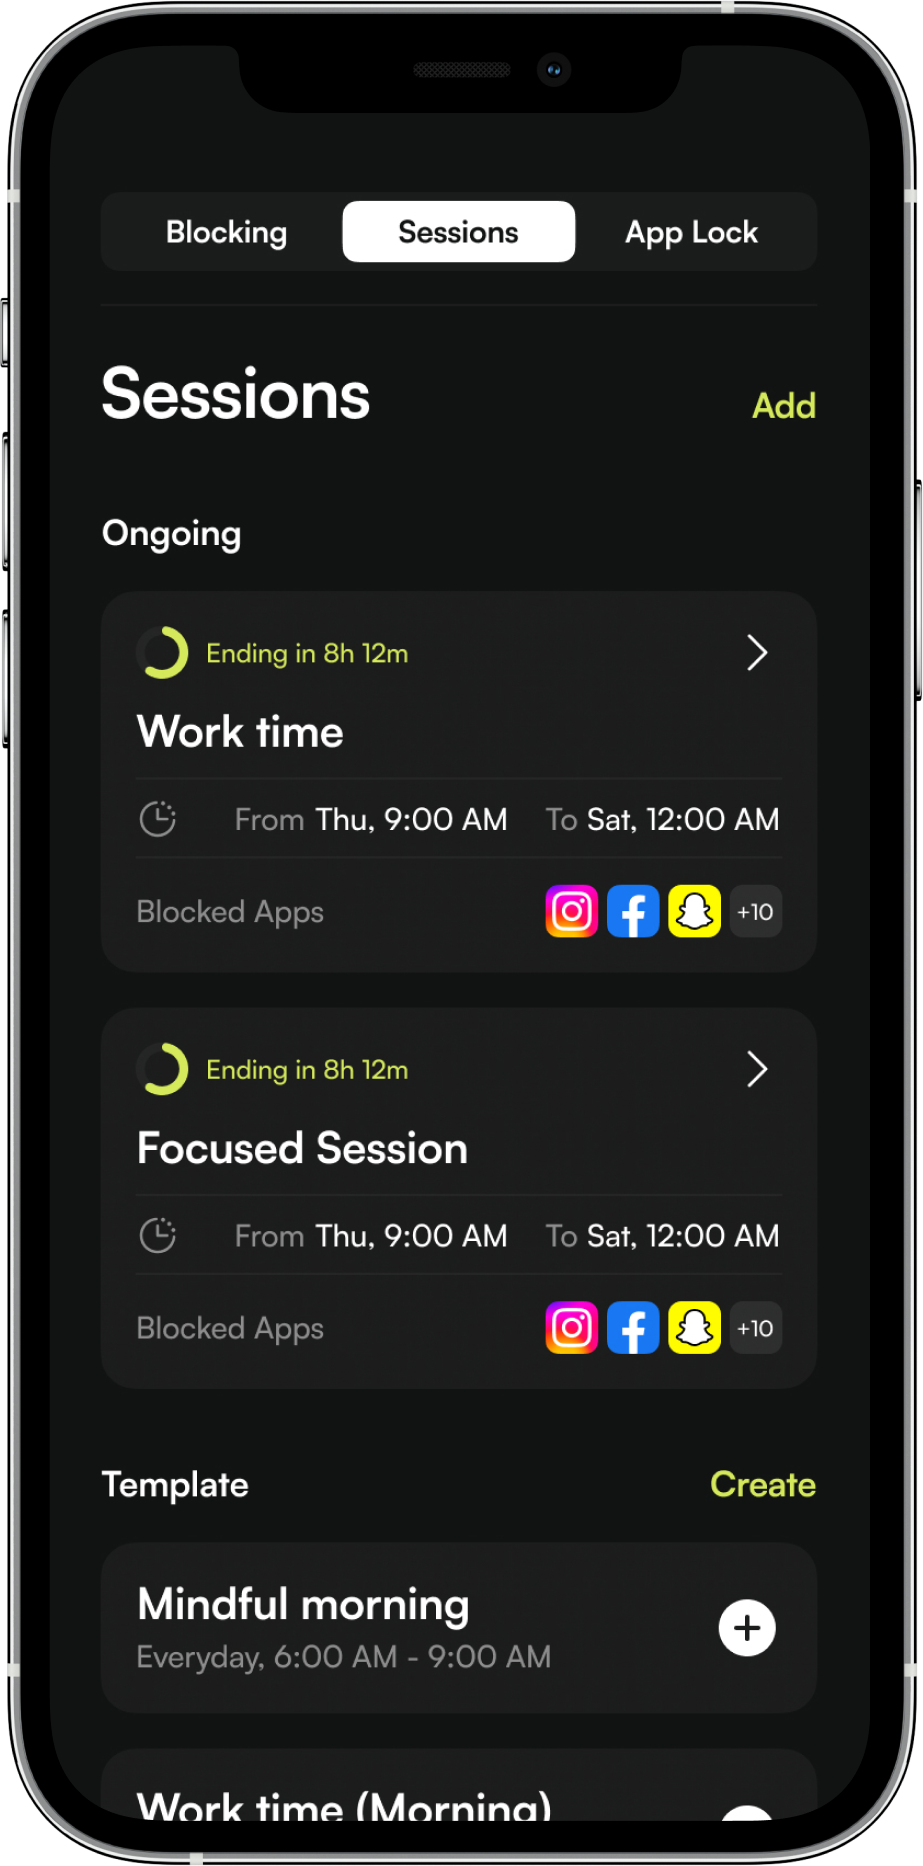 Blocking Sessions App Lock
Sessions
Add
Ongoing
Ending in 8h 12m
Work time
From Thu, 9:00 AM To Sat, 12:00 AM
Blocked Apps +10
Ending in 8h 12m
Focused Session
From Thu, 9:00 AM To Sat, 12:00 AM
Blocked Apps +10
Template Create
Mindful morning
Everyday, 6:00 AM - 9:00 AM
Work time (Morning)